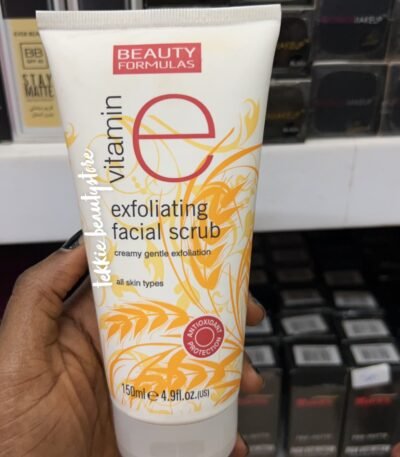 BEAUTY
FORMULAS
vitamin
e
exfoliating
facial scrub
creamy gentle exfoliation
all skin types
ANTIOXIDANT
PROTECTION
150ml e 4.9fl.oz.(US)
tekkie.beautystore
BB
STAY
MATTE